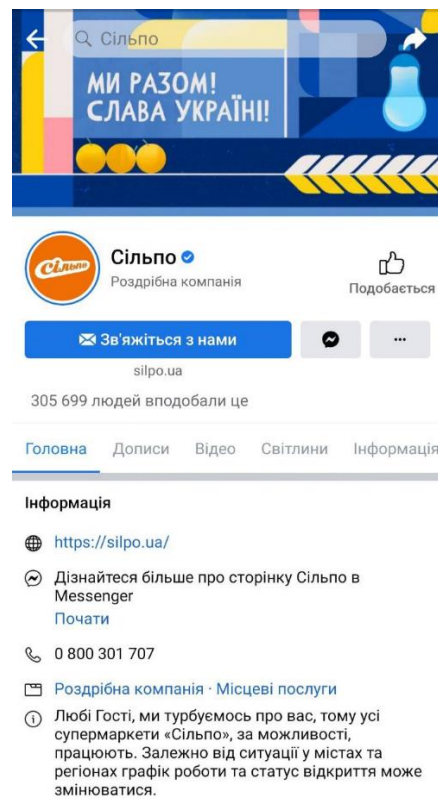 Сільпо
МИ РАЗОМ!
СЛАВА УКРАЇНІ!
Сільпо
Сільпо
Роздрібна компанія
Подобається
Зв'яжіться з нами
silpo.ua
305 699 людей вподобали це
Головна Дописи Відео Світлини Інформація
Інформація
https://silpo.ua/
Дізнайтеся більше про сторінку Сільпо в
Messenger
Почати
0 800 301 707
Роздрібна компанія · Місцеві послуги
Любі Гості, ми турбуємось про вас, тому усі
супермаркети «Сільпо», за можливості,
працюють. Залежно від ситуації у містах та
регіонах графік роботи та статус відкриття може
змінюватися.